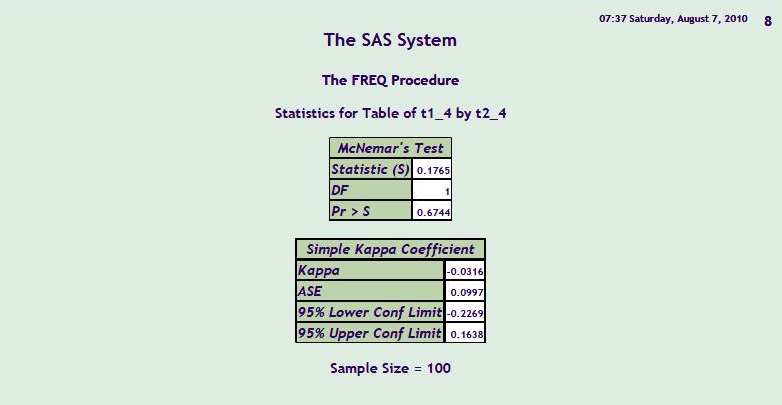 07:37 Saturday, August 7, 2010 8
The SAS System
The FREQ Procedure
Statistics for Table of t1_4 by t2_4
McNemar's Test
Statistic (S) 0.1765
DF 1
Pr > S 0.6744
Simple Kappa Coefficient
Kappa -0.0316
ASE 0.0997
95% Lower Conf Limit -0.2269
95% Upper Conf Limit 0.1638
Sample Size = 100